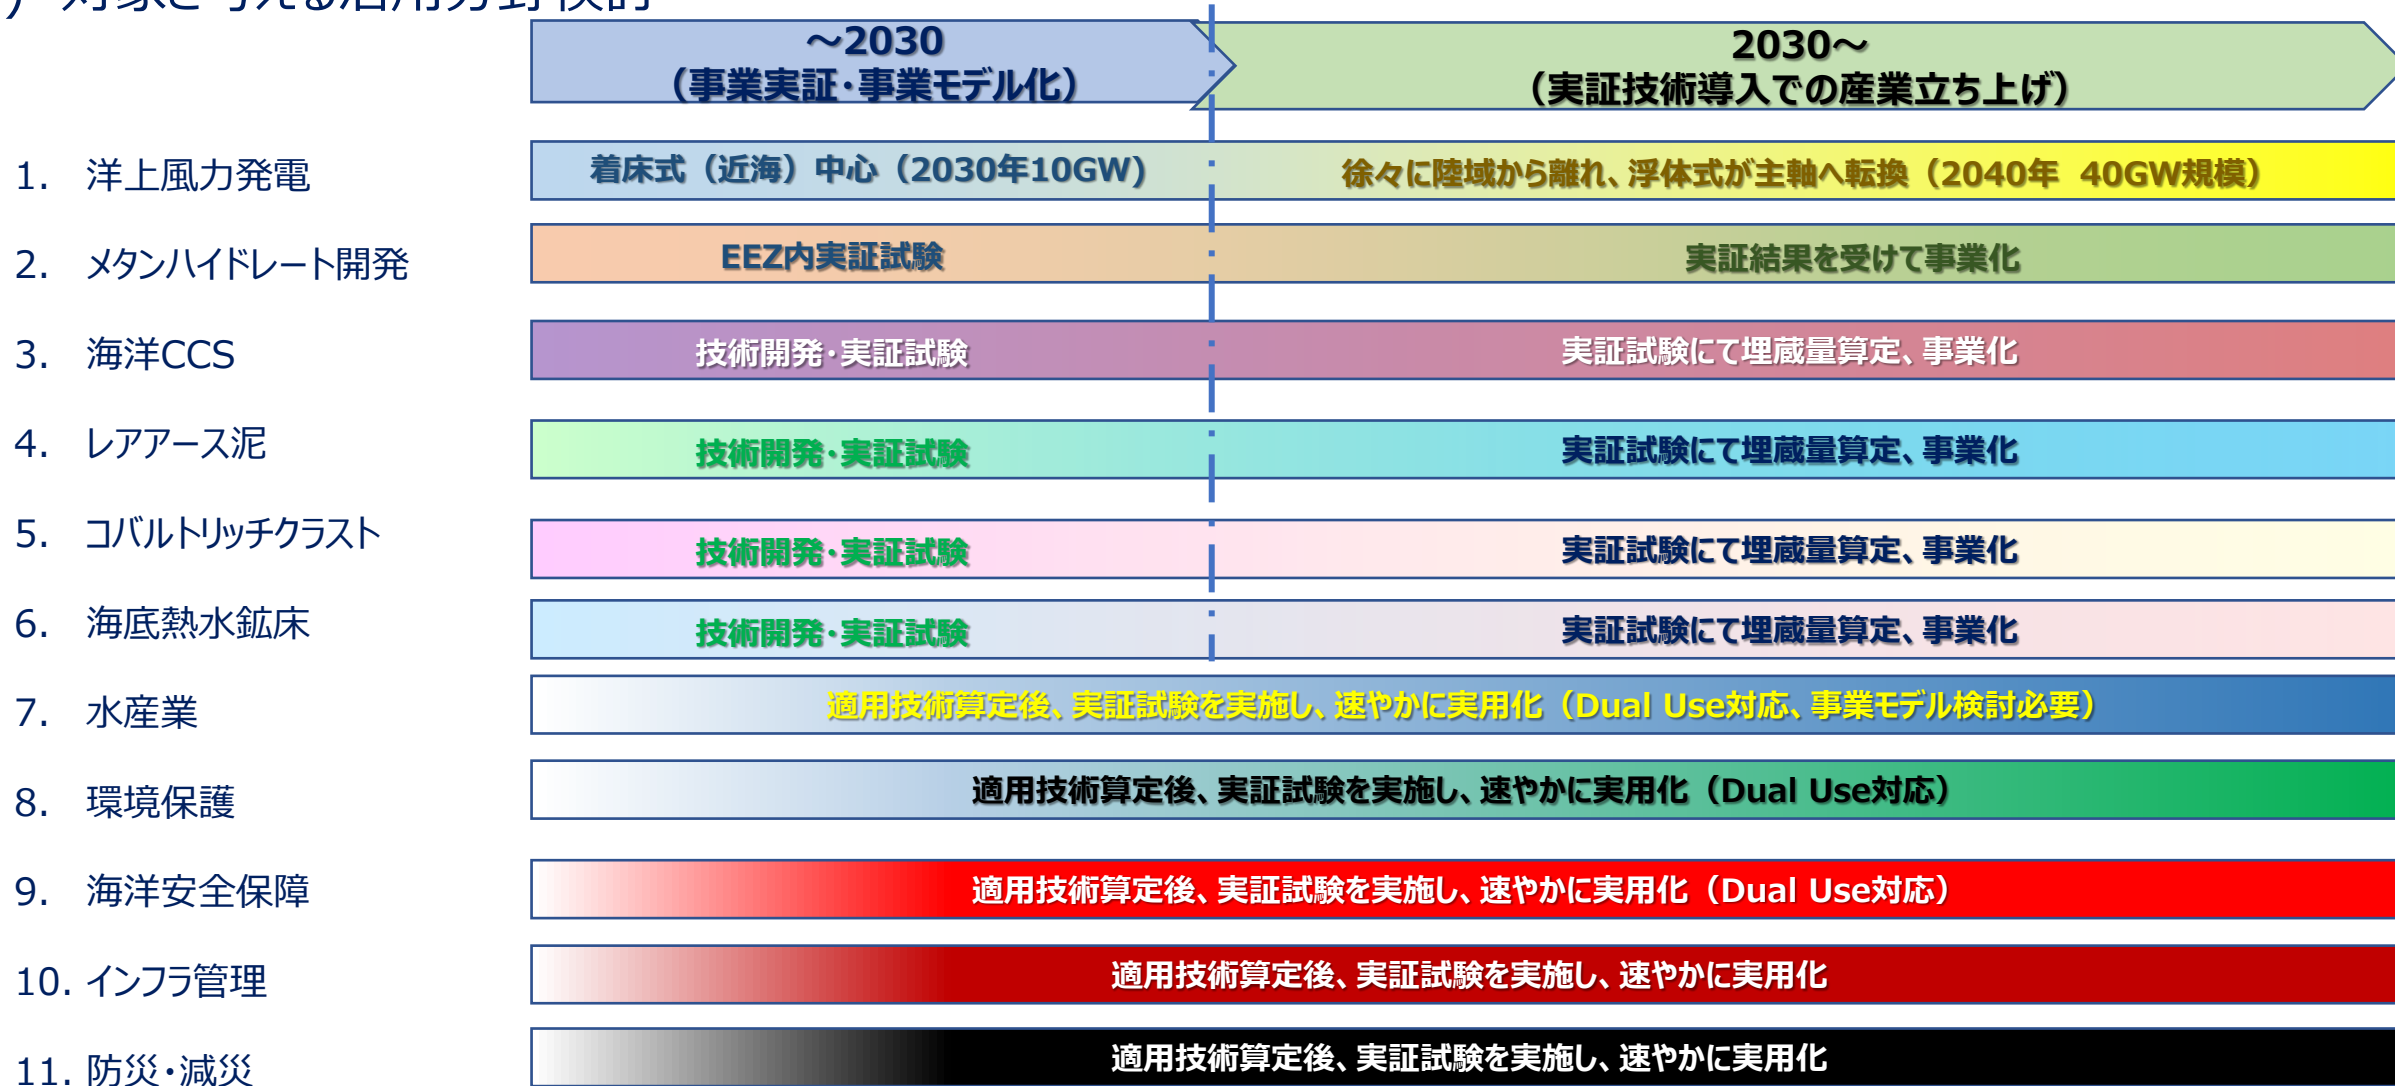 ) 対象と考える活用分野検討
～2030
（事業実証・事業モデル化）
2030～
（実証技術導入での産業立ち上げ）
1. 洋上風力発電
着床式（近海）中心（2030年10GW)
徐々に陸域から離れ、浮体式が主軸へ転換（2040年 40GW規模）
2. メタンハイドレート開発
EEZ内実証試験
実証結果を受けて事業化
3. 海洋CCS
技術開発・実証試験
実証試験にて埋蔵量算定、事業化
4. レアアース泥
技術開発・実証試験
実証試験にて埋蔵量算定、事業化
5. コバルトリッチクラスト
技術開発・実証試験
実証試験にて埋蔵量算定、事業化
6. 海底熱水鉱床
技術開発・実証試験
実証試験にて埋蔵量算定、事業化
7. 水産業
適用技術算定後、実証試験を実施し、速やかに実用化（Dual Use対応、事業モデル検討必要）
8. 環境保護
適用技術算定後、実証試験を実施し、速やかに実用化（Dual Use対応）
9. 海洋安全保障
適用技術算定後、実証試験を実施し、速やかに実用化（Dual Use対応）
10. インフラ管理
適用技術算定後、実証試験を実施し、速やかに実用化
11. 防災・減災
適用技術算定後、実証試験を実施し、速やかに実用化